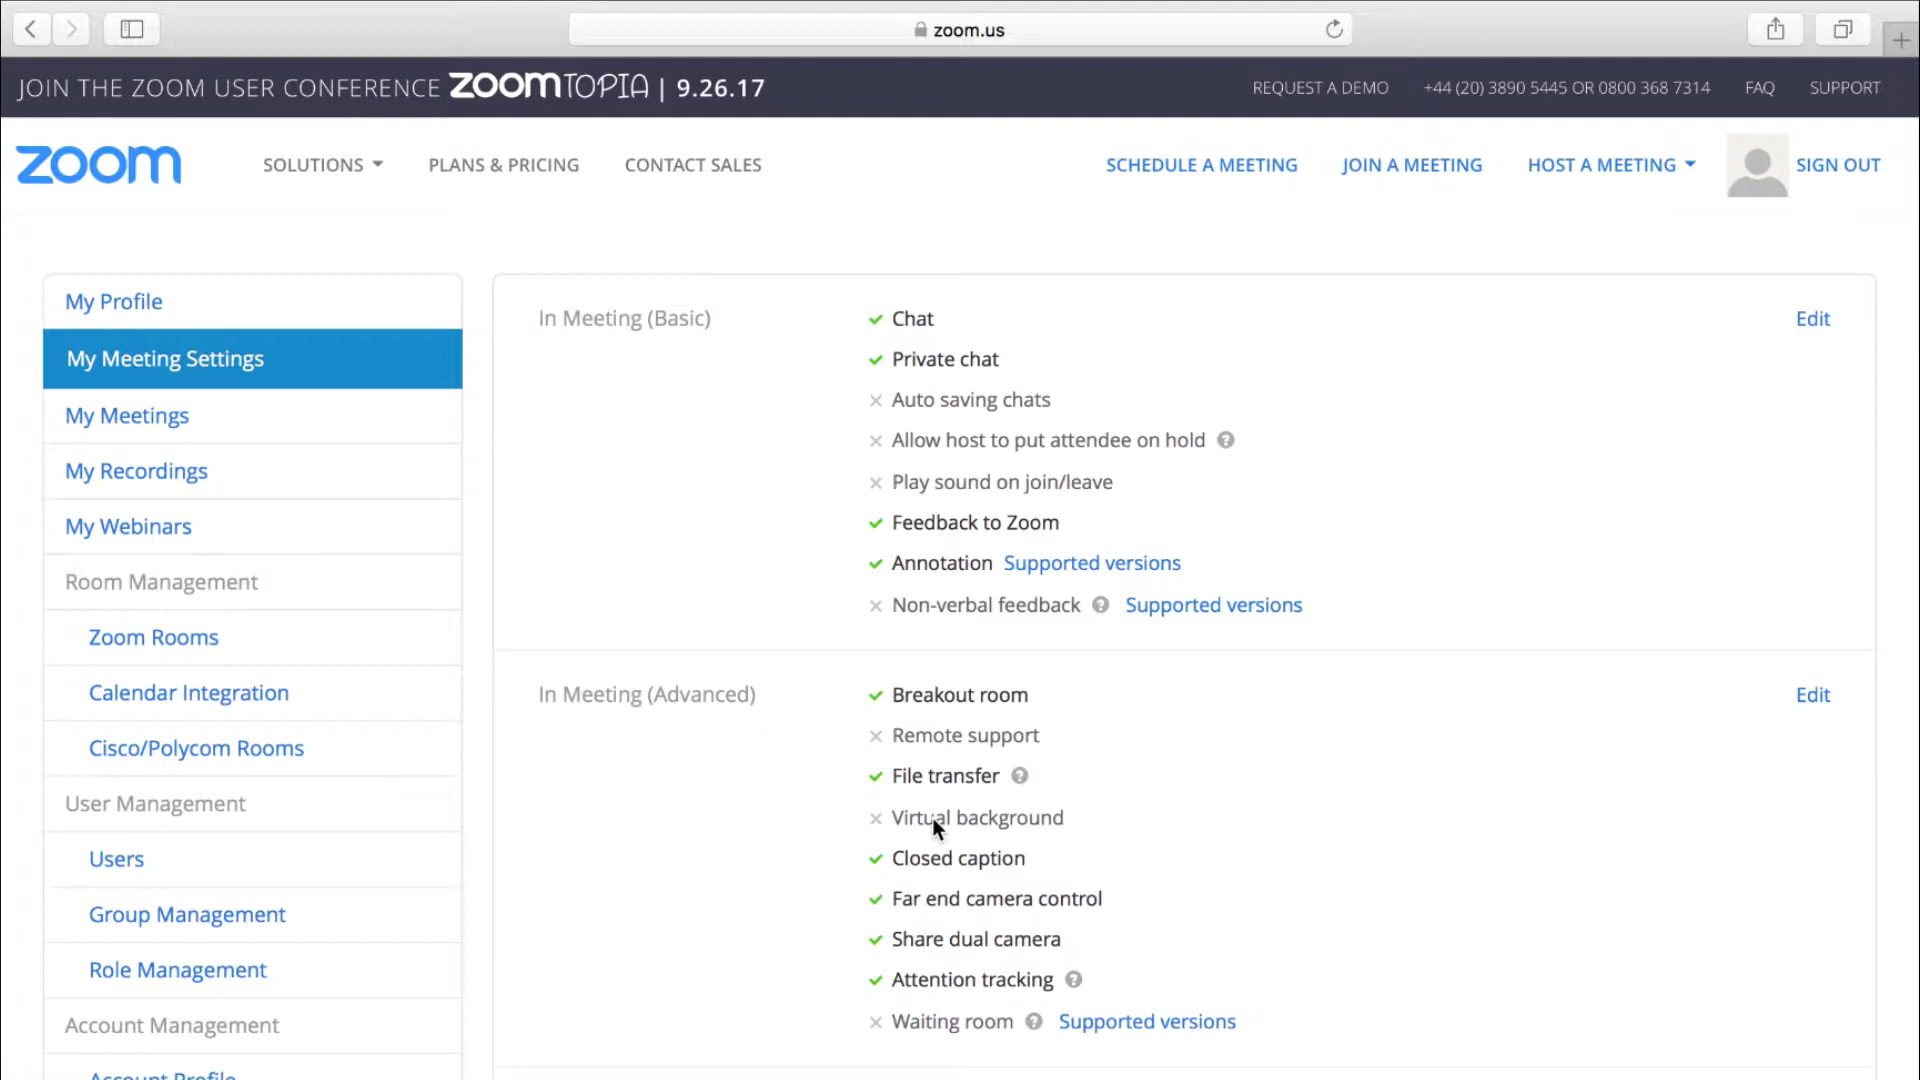 zoom.us
JOIN THE ZOOM USER CONFERENCE ZOOMTOPIA | 9.26.17
REQUEST A DEMO +44 (20) 3890 5445 OR 0800 368 7314 FAQ SUPPORT
zoom SOLUTIONS PLANS & PRICING CONTACT SALES SCHEDULE A MEETING JOIN A MEETING HOST A MEETING SIGN OUT
My Profile
My Meeting Settings
My Meetings
My Recordings
My Webinars
Room Management
Zoom Rooms
Calendar Integration
Cisco/Polycom Rooms
User Management
Users
Group Management
Role Management
Account Management
Account Profile
In Meeting (Basic)
Chat
Edit
Private chat
Auto saving chats
Allow host to put attendee on hold ?
Play sound on join/leave
Feedback to Zoom
Annotation Supported versions
Non-verbal feedback ? Supported versions
In Meeting (Advanced)
Breakout room
Edit
Remote support
File transfer ?
Virtual background
Closed caption
Far end camera control
Share dual camera
Attention tracking ?
Waiting room ? Supported versions